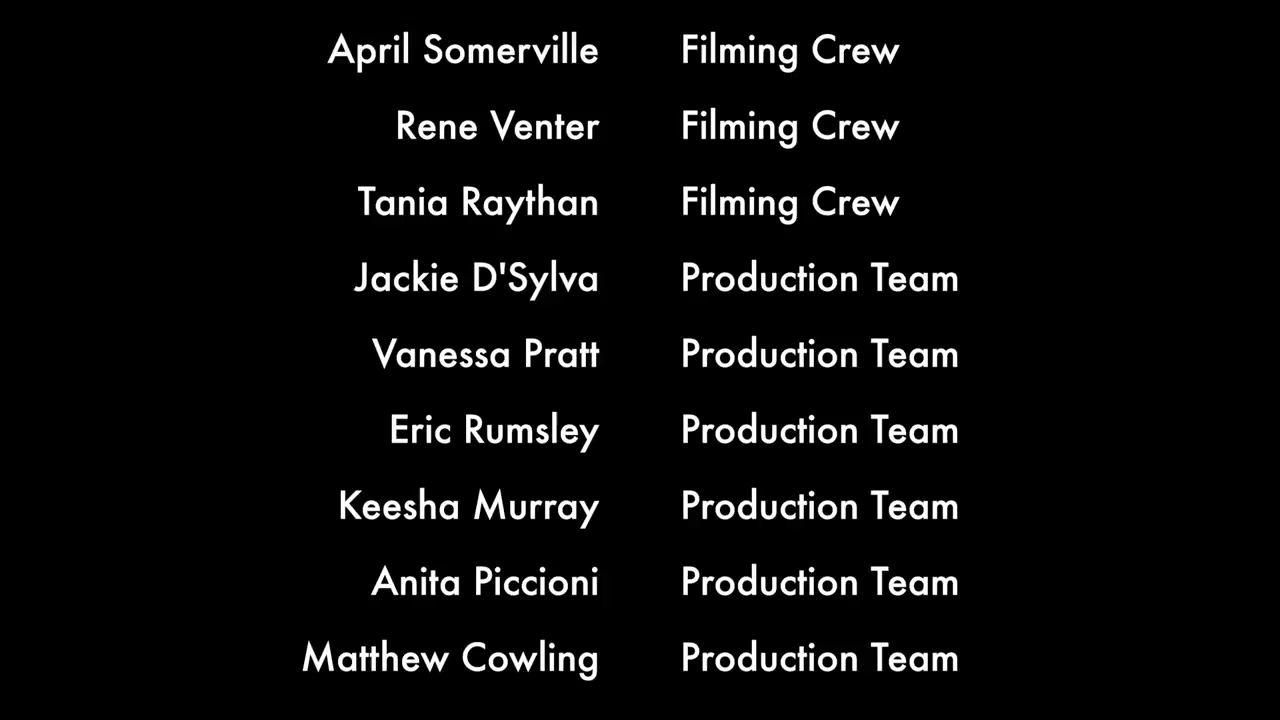 April Somerville Filming Crew
Rene Venter Filming Crew
Tania Raythan Filming Crew
Jackie D'Sylva Production Team
Vanessa Pratt Production Team
Eric Rumsley Production Team
Keesha Murray Production Team
Anita Piccioni Production Team
Matthew Cowling Production Team